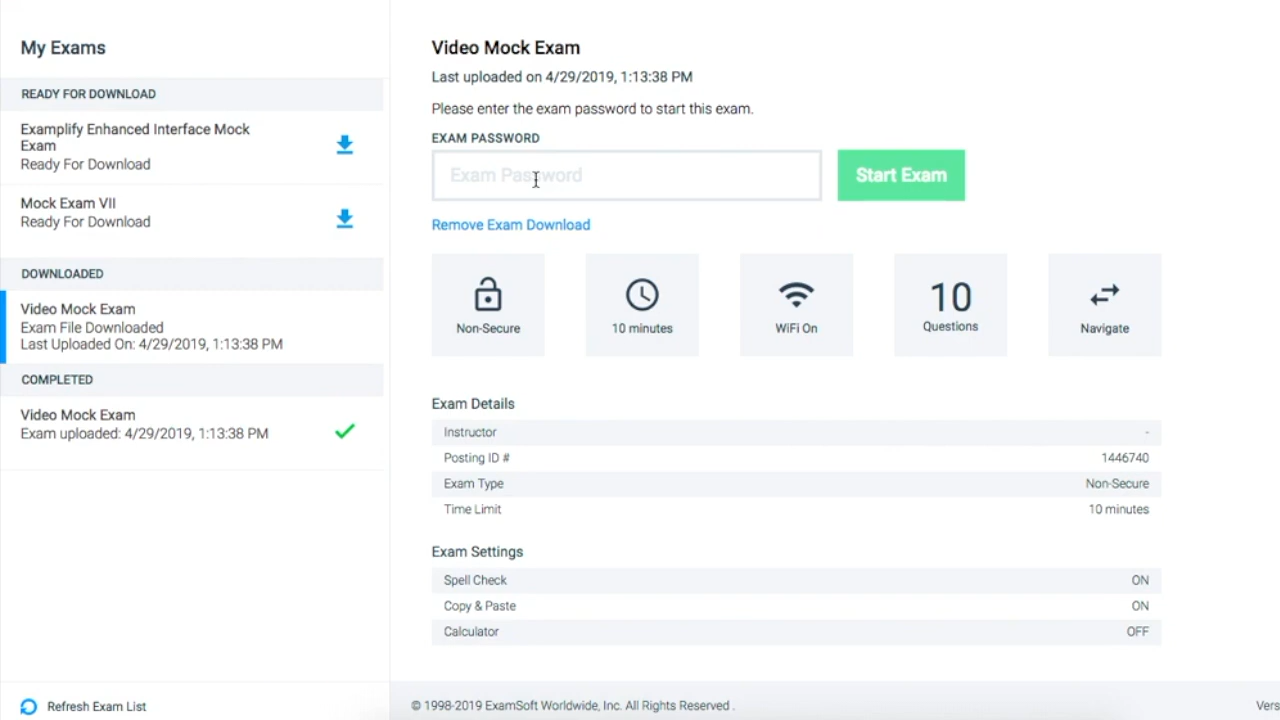 My Exams
READY FOR DOWNLOAD
Examplify Enhanced Interface Mock
Exam
Ready For Download
Mock Exam VII
Ready For Download
DOWNLOADED
Video Mock Exam
Exam File Downloaded
Last Uploaded On: 4/29/2019, 1:13:38 PM
COMPLETED
Video Mock Exam
Exam uploaded: 4/29/2019, 1:13:38 PM
Refresh Exam List
Video Mock Exam
Last uploaded on 4/29/2019, 1:13:38 PM
Please enter the exam password to start this exam.
EXAM PASSWORD
Exam Password
Start Exam
Remove Exam Download
Non-Secure
10 minutes
WiFi On
10
Questions
Navigate
Exam Details
Instructor -
Posting ID # 1446740
Exam Type Non-Secure
Time Limit 10 minutes
Exam Settings
Spell Check ON
Copy & Paste ON
Calculator OFF
© 1998-2019 ExamSoft Worldwide, Inc. All Rights Reserved .
Vers